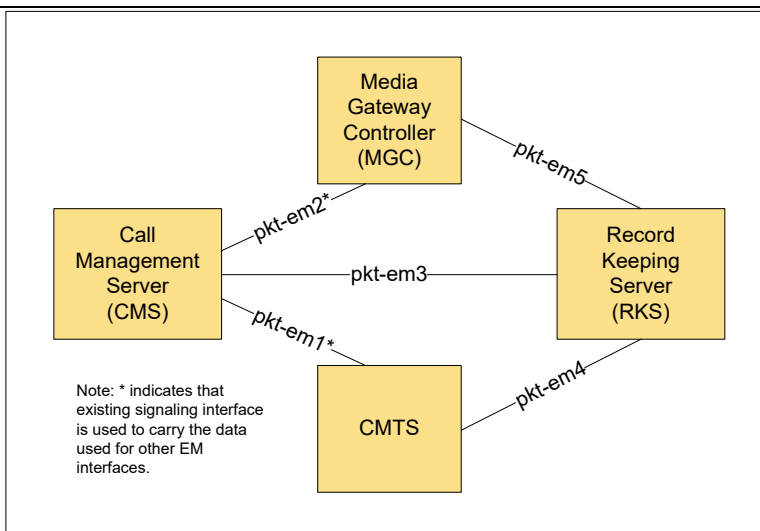 Media
Gateway
Controller
(MGC)
pkt-em5
pkt-em2*
Call
Management
Server
(CMS)
pkt-em3
Record
Keeping
Server
(RKS)
pkt-em1*
pkt-em4
Note: * indicates that
existing signaling interface
is used to carry the data
used for other EM
interfaces.
CMTS